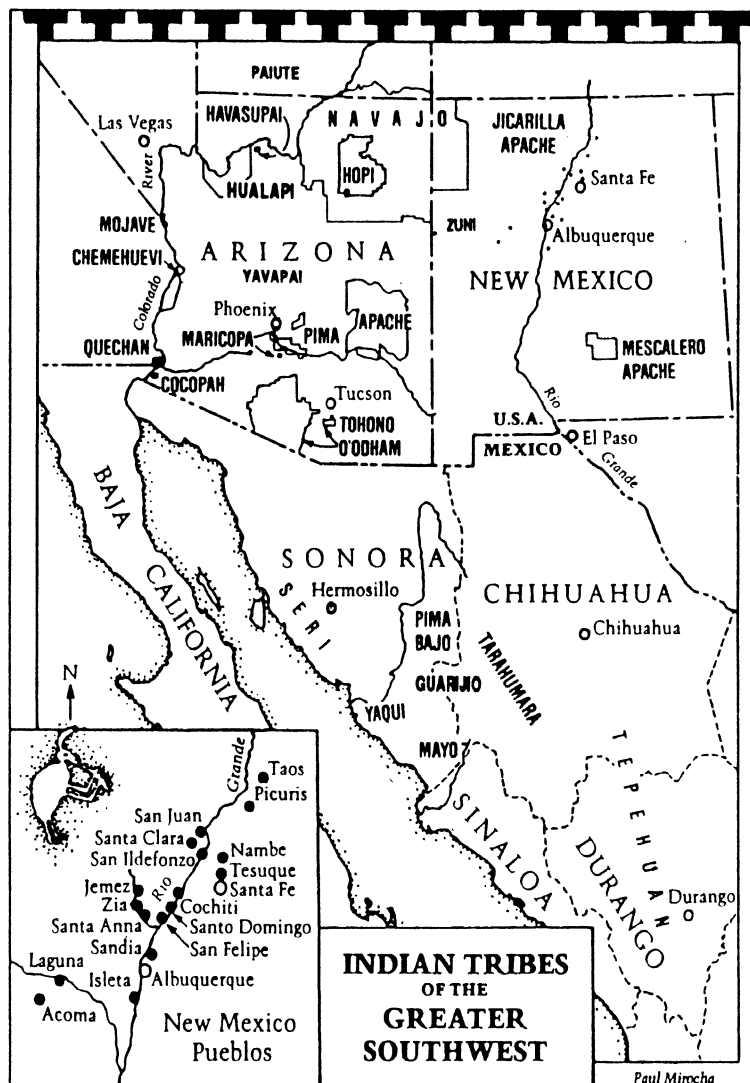 PAIUTE
HAVASUPAI
NAVAJO
Las Vegas
River
HUALAPI
HOPI
JICARILLA
APACHE
Santa Fe
MOJAVE
ZUNI
Albuquerque
CHEMEHUEVI
ARIZONA
YAVAPAI
NEW MEXICO
Colorado
Phoenix
MARICOPA
PIMA
APACHE
QUECHAN
MESCALERO
APACHE
COCOPAH
Tucson
TOHONO
O'ODHAM
Rio
U.S.A.
MEXICO
El Paso
Grande
BAJA
CALIFORNIA
SONORA
Hermosillo
SERI
CHIHUAHUA
Chihuahua
PIMA
BAJO
TARAHUMARA
GUARIJIO
N
YAQUI
MAYO
TEPEHUAN
SINALOA
DURANGO
Durango
Grande
Taos
Picuris
San Juan
Santa Clara
San Ildefonzo
Nambe
Tesuque
Santa Fe
Rio
Jemez
Zia
Cochiti
Santa Anna
Santo Domingo
Sandia
San Felipe
Laguna
Albuquerque
Isleta
Acoma
New Mexico
Pueblos
INDIAN TRIBES
OF THE
GREATER
SOUTHWEST
Paul Mirocha